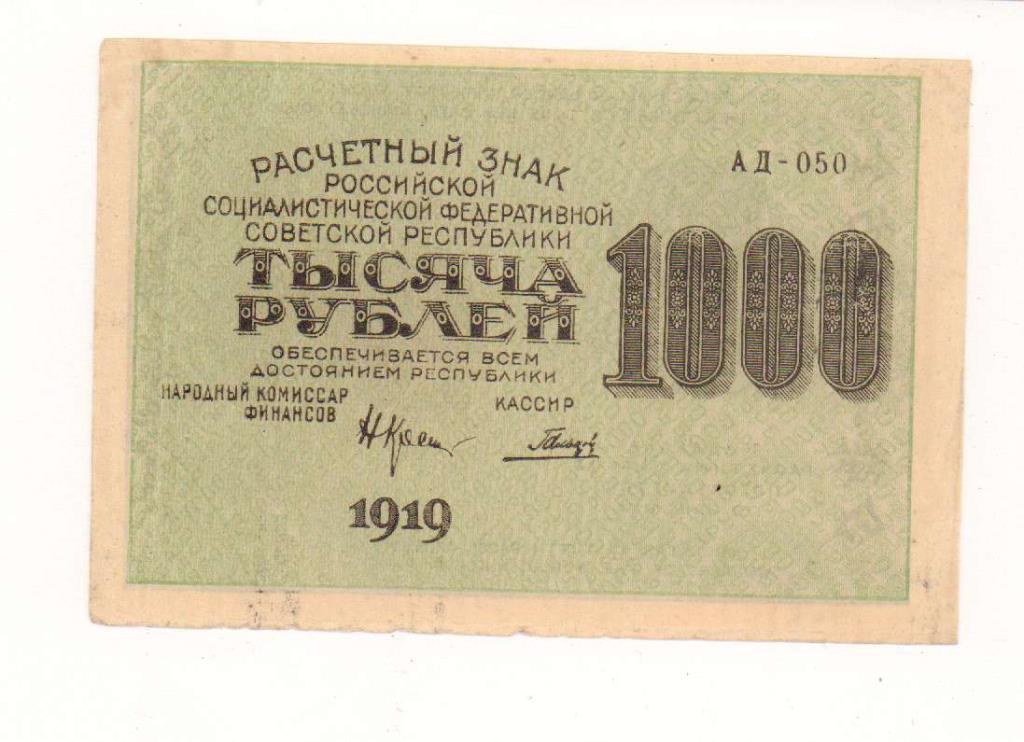 РАСЧЕТНЫЙ ЗНАК
РОССИЙСКОЙ
СОЦИАЛИСТИЧЕСКОЙ ФЕДЕРАТИВНОЙ
СОВЕТСКОЙ РЕСПУБЛИКИ
ТЫСЯЧА
РУБЛЕЙ
ОБЕСПЕЧИВАЕТСЯ ВСЕМ
ДОСТОЯНИЕМ РЕСПУБЛИКИ
НАРОДНЫЙ КОМИССАР
ФИНАНСОВ
КАССИР
1919
АД-050
1000